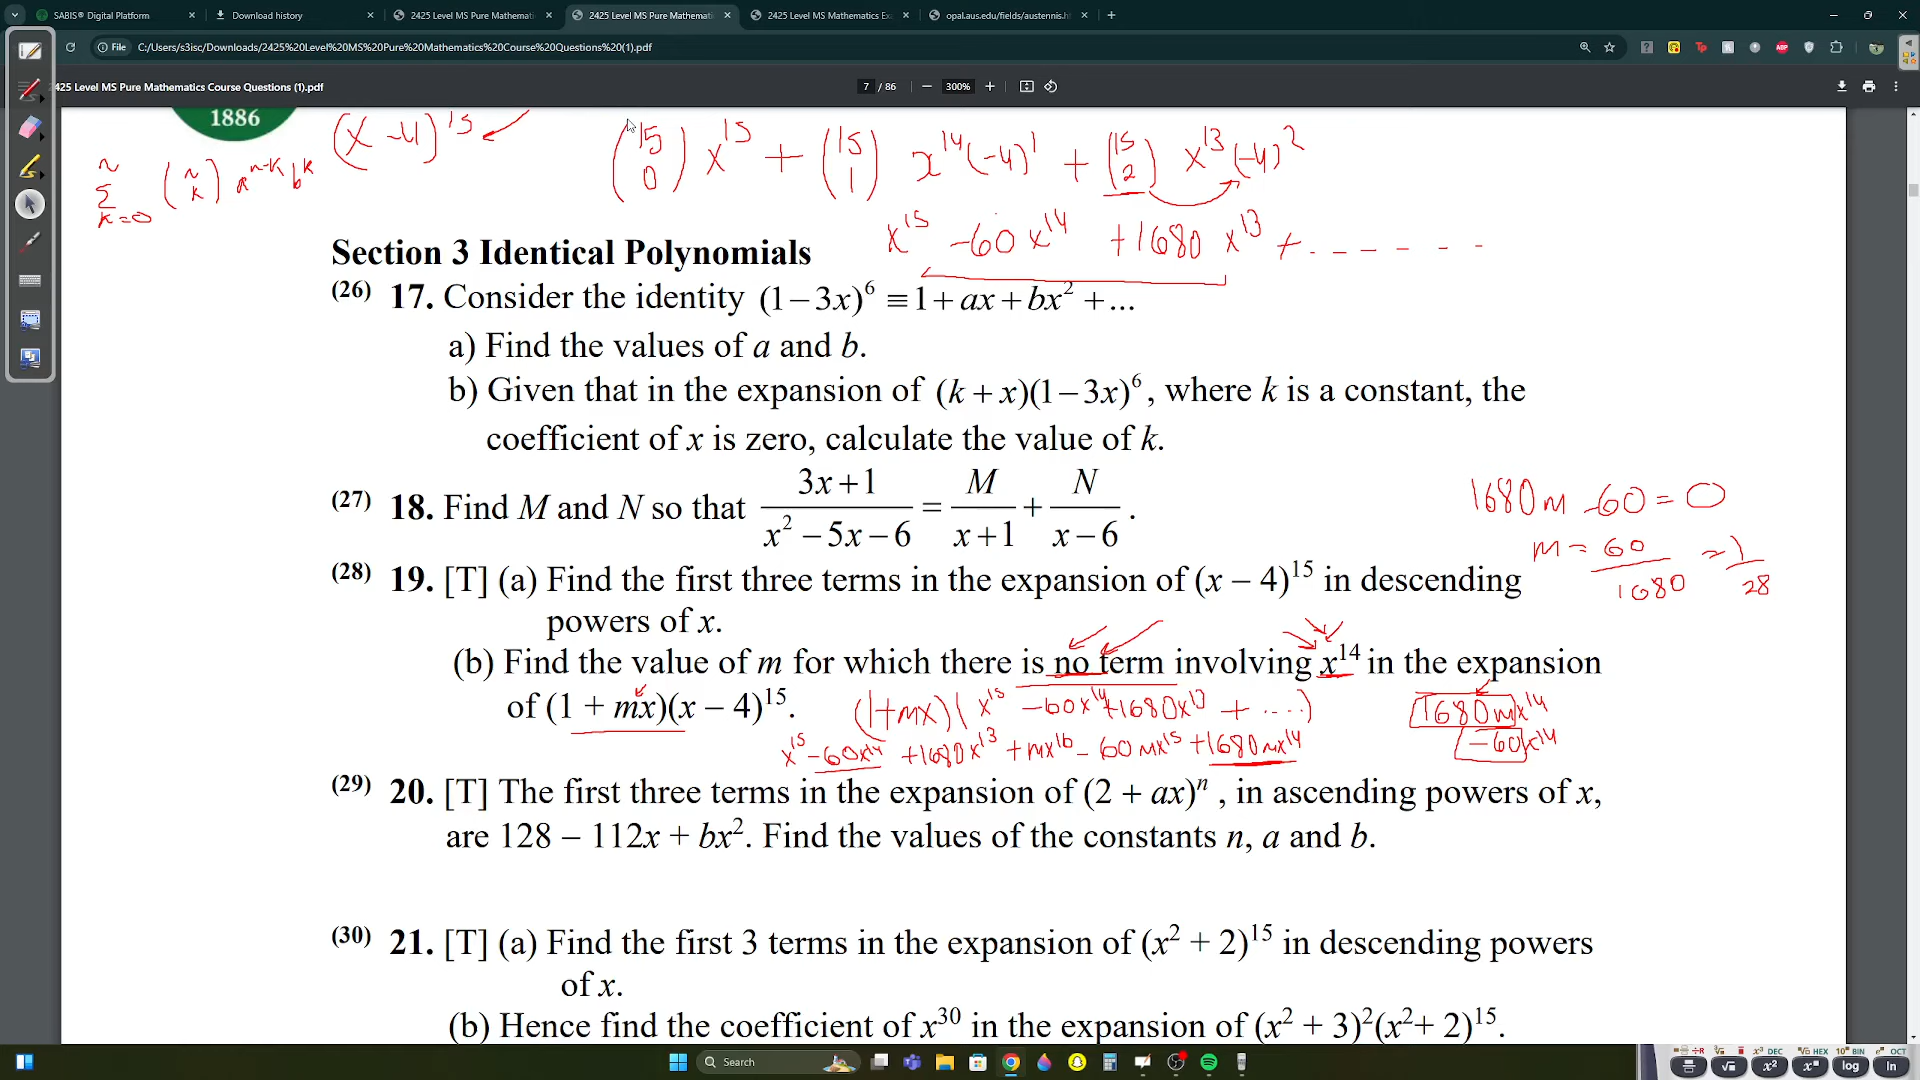 SABIS® Digital Platform
Download history
2425 Level MS Pure Mathemati
2425 Level MS Pure Mathemati
2425 Level MS Mathematics Ex
opal.aus.edu/fields/austennis.h
File C:/Users/s3isc/Downloads/2425%20Level%20MS%20Pure%20Mathematics%20Course%20Questions%20(1).pdf
2425 Level MS Pure Mathematics Course Questions (1).pdf
7 / 86
300%
1886
(x - 4)^15
(15 0) x^15 + (15 1) x^14 (-4)^1 + (15 2) x^13 (-4)^2
n Σ k=0 (n k) a^n-k b^k
x^15 - 60x^14 + 1680 x^13 + - - - - - -
Section 3 Identical Polynomials
(26) 17. Consider the identity (1 − 3x)^6 ≡ 1 + ax + bx^2 + ...
a) Find the values of a and b.
b) Given that in the expansion of (k + x)(1 − 3x)^6, where k is a constant, the
coefficient of x is zero, calculate the value of k.
(27) 18. Find M and N so that (3x + 1)/(x^2 − 5x − 6) = M/(x + 1) + N/(x − 6).
1680m - 60 = 0
m = 60/1680 = 1/28
(28) 19. [T] (a) Find the first three terms in the expansion of (x − 4)^15 in descending
powers of x.
(b) Find the value of m for which there is no term involving x^14 in the expansion
of (1 + mx)(x − 4)^15.
(1+mx)(x^15 - 60x^14 + 1680x^13 + ....)
1680mx^14
x^15 - 60x^14 + 1680x^13 + mx^16 - 60mx^15 + 1680mx^14
-60x^14
(29) 20. [T] The first three terms in the expansion of (2 + ax)^n , in ascending powers of x,
are 128 − 112x + bx^2. Find the values of the constants n, a and b.
(30) 21. [T] (a) Find the first 3 terms in the expansion of (x^2 + 2)^15 in descending powers
of x.
(b) Hence find the coefficient of x^30 in the expansion of (x^2 + 3)^2(x^2+ 2)^15.
Search
log
ln